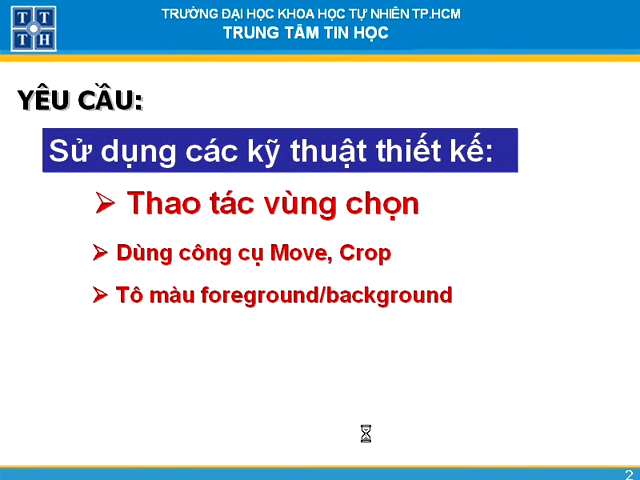 TRƯỜNG ĐẠI HỌC KHOA HỌC TỰ NHIÊN TP.HCM
TRUNG TÂM TIN HỌC
T T
T H
YÊU CẦU:
Sử dụng các kỹ thuật thiết kế:
Thao tác vùng chọn
Dùng công cụ Move, Crop
Tô màu foreground/background
2